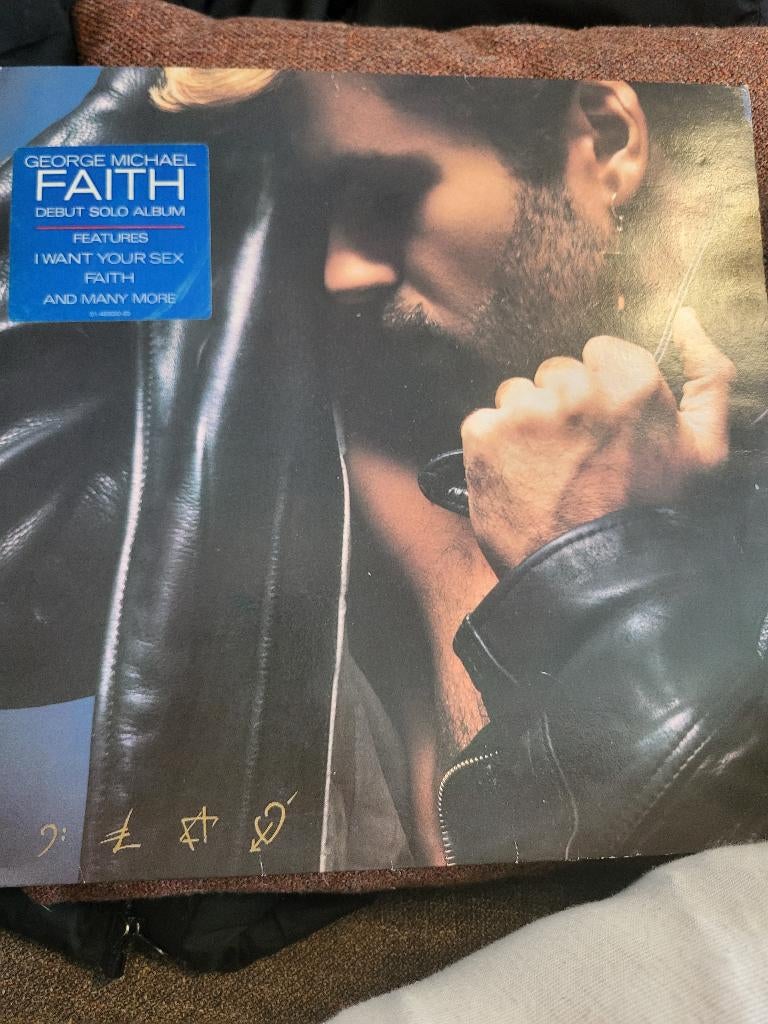 GEORGE MICHAEL
FAITH
DEBUT SOLO ALBUM
FEATURES
I WANT YOUR SEX
FAITH
AND MANY MORE